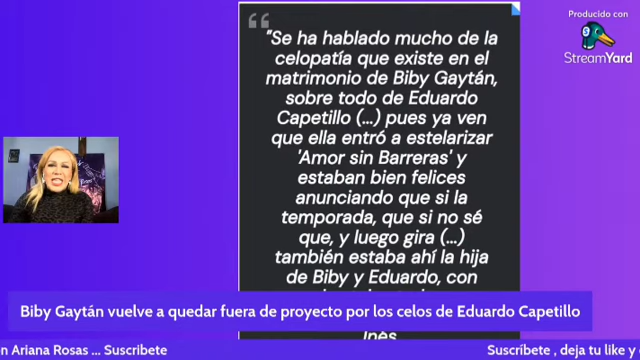 Producido con
StreamYard
"Se ha hablado mucho de la
celopatía que existe en el
matrimonio de Biby Gaytán,
sobre todo de Eduardo
Capetillo (...) pues ya ven
que ella entró a estelarizar
'Amor sin Barreras' y
estaban bien felices
anunciando que si la
temporada, que si no sé
que, y luego gira (...)
también estaba ahí la hija
de Biby y Eduardo, con
Biby Gaytán vuelve a quedar fuera de proyecto por los celos de Eduardo Capetillo
Inés
n Ariana Rosas ... Suscribete
Suscríbete , deja tu like y